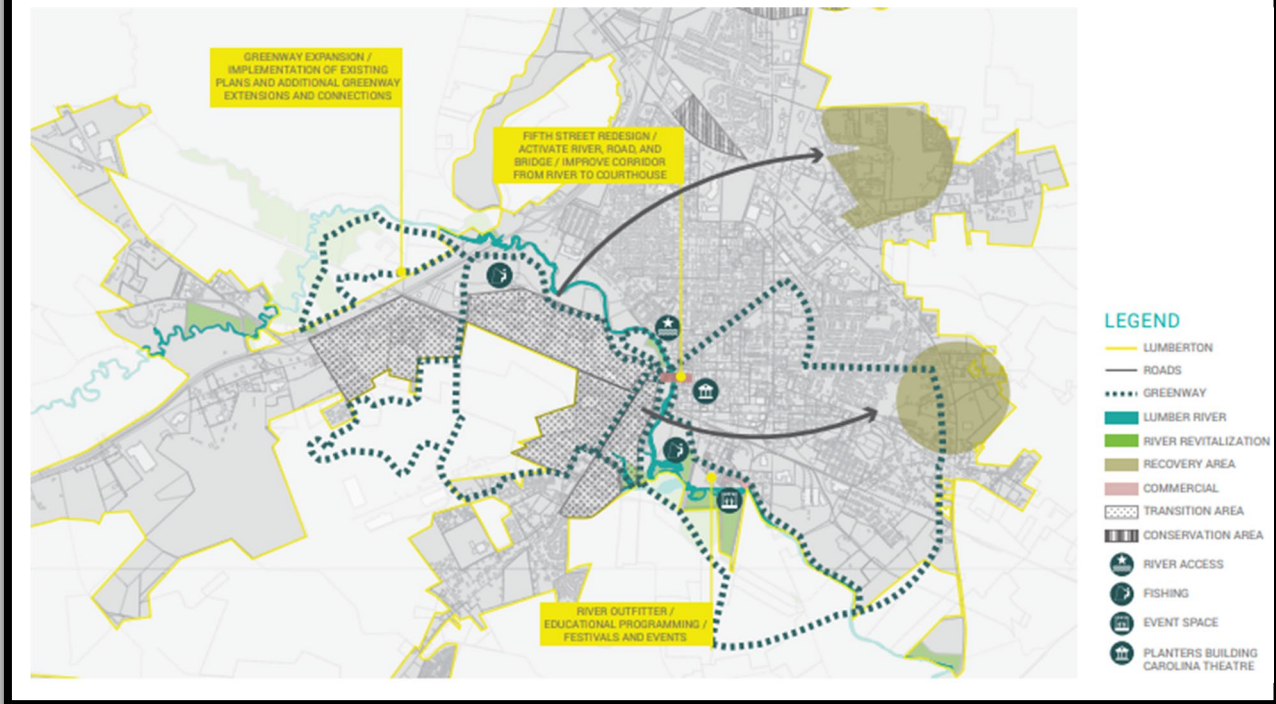 GREENWAY EXPANSION /
IMPLEMENTATION OF EXISTING
PLANS AND ADDITIONAL GREENWAY
EXTENSIONS AND CONNECTIONS
FIFTH STREET REDESIGN /
ACTIVATE RIVER, ROAD, AND
BRIDGE / IMPROVE CORRIDOR
FROM RIVER TO COURTHOUSE
RIVER OUTFITTER /
EDUCATIONAL PROGRAMMING /
FESTIVALS AND EVENTS
LEGEND
LUMBERTON
ROADS
GREENWAY
LUMBER RIVER
RIVER REVITALIZATION
RECOVERY AREA
COMMERCIAL
TRANSITION AREA
CONSERVATION AREA
RIVER ACCESS
FISHING
EVENT SPACE
PLANTERS BUILDING
CAROLINA THEATRE